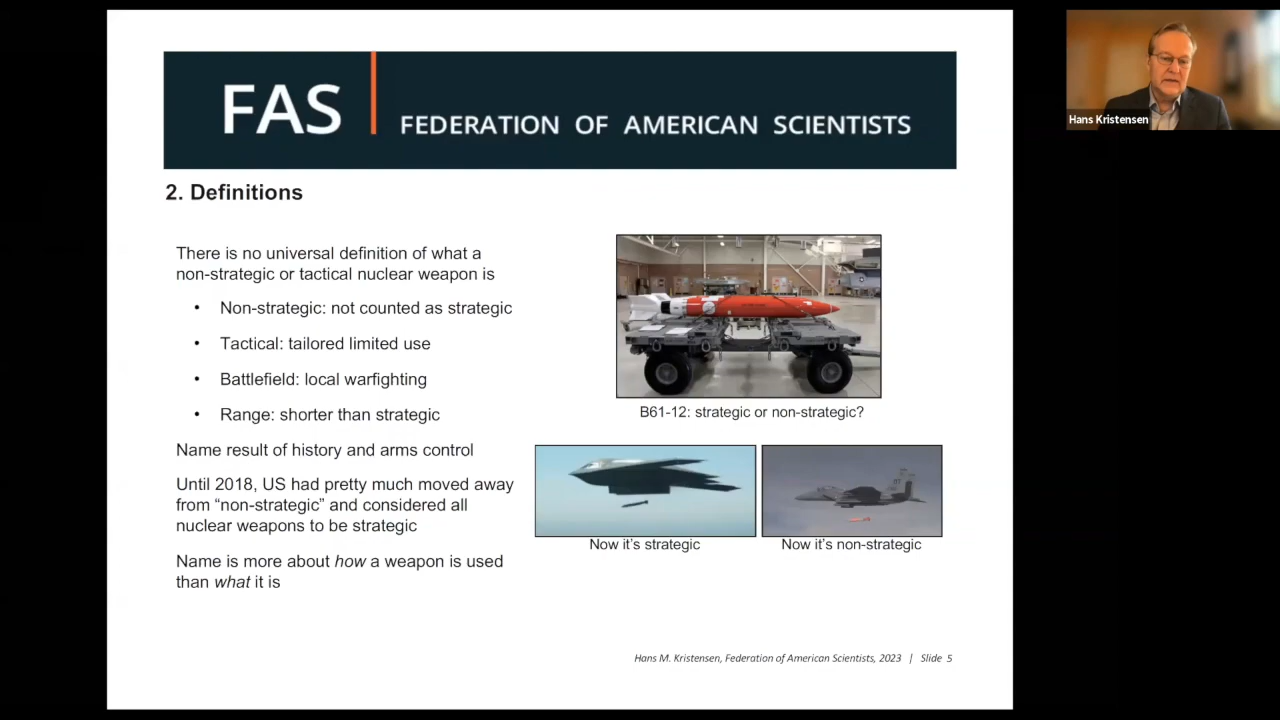 FAS
FEDERATION OF AMERICAN SCIENTISTS
Hans Kristensen
2. Definitions
There is no universal definition of what a
non-strategic or tactical nuclear weapon is
• Non-strategic: not counted as strategic
• Tactical: tailored limited use
• Battlefield: local warfighting
• Range: shorter than strategic
Name result of history and arms control
Until 2018, US had pretty much moved away
from “non-strategic” and considered all
nuclear weapons to be strategic
Name is more about how a weapon is used
than what it is
B61-12: strategic or non-strategic?
Now it's strategic
Now it's non-strategic
Hans M. Kristensen, Federation of American Scientists, 2023 | Slide 5